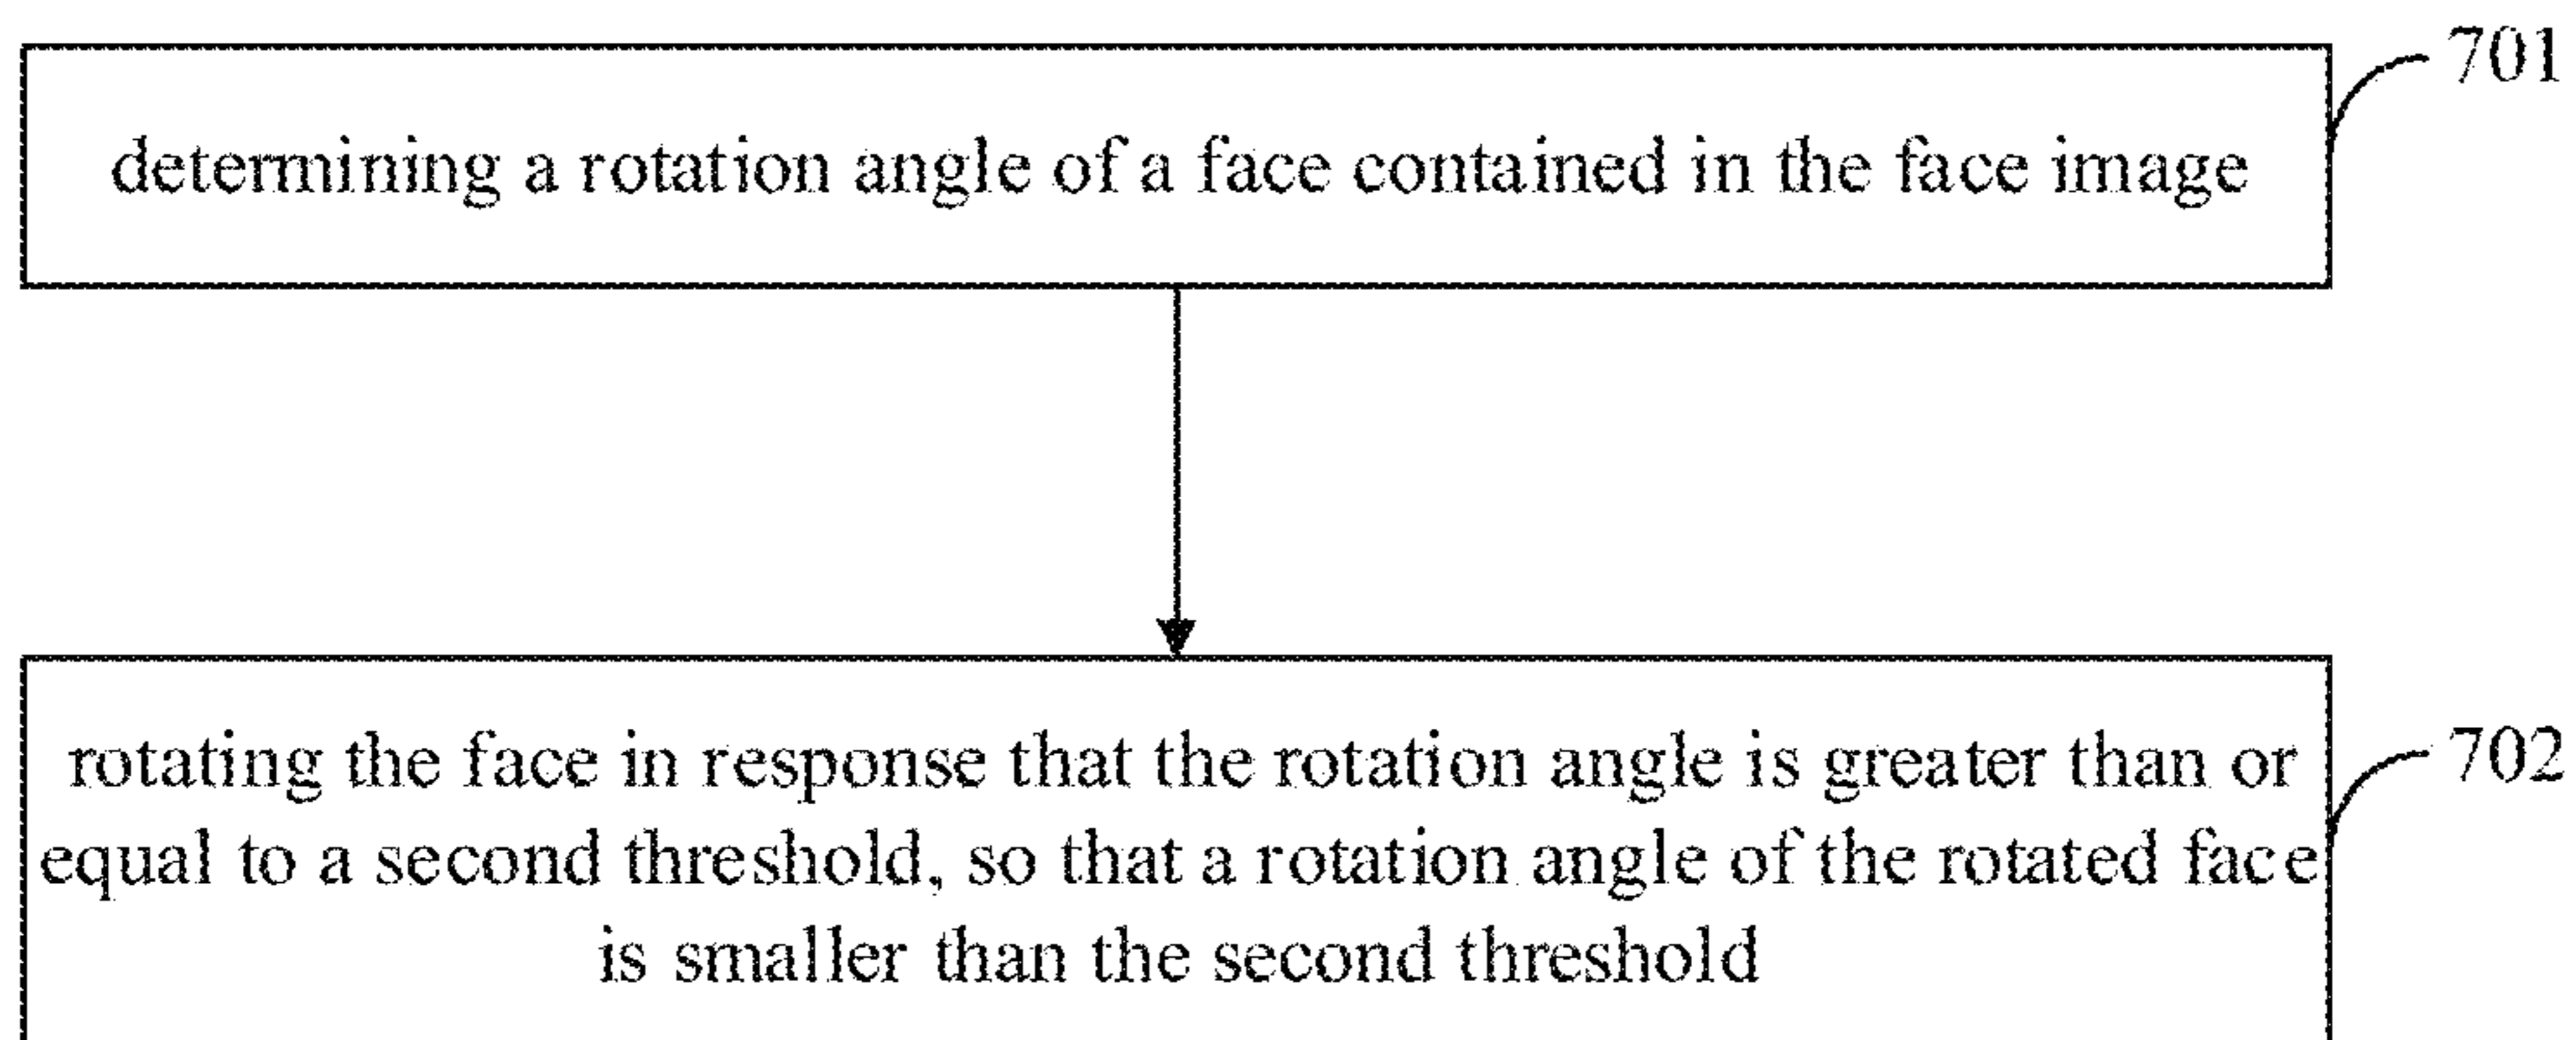 701
determining a rotation angle of a face contained in the face image
702
rotating the face in response that the rotation angle is greater than or
equal to a second threshold, so that a rotation angle of the rotated face
is smaller than the second threshold